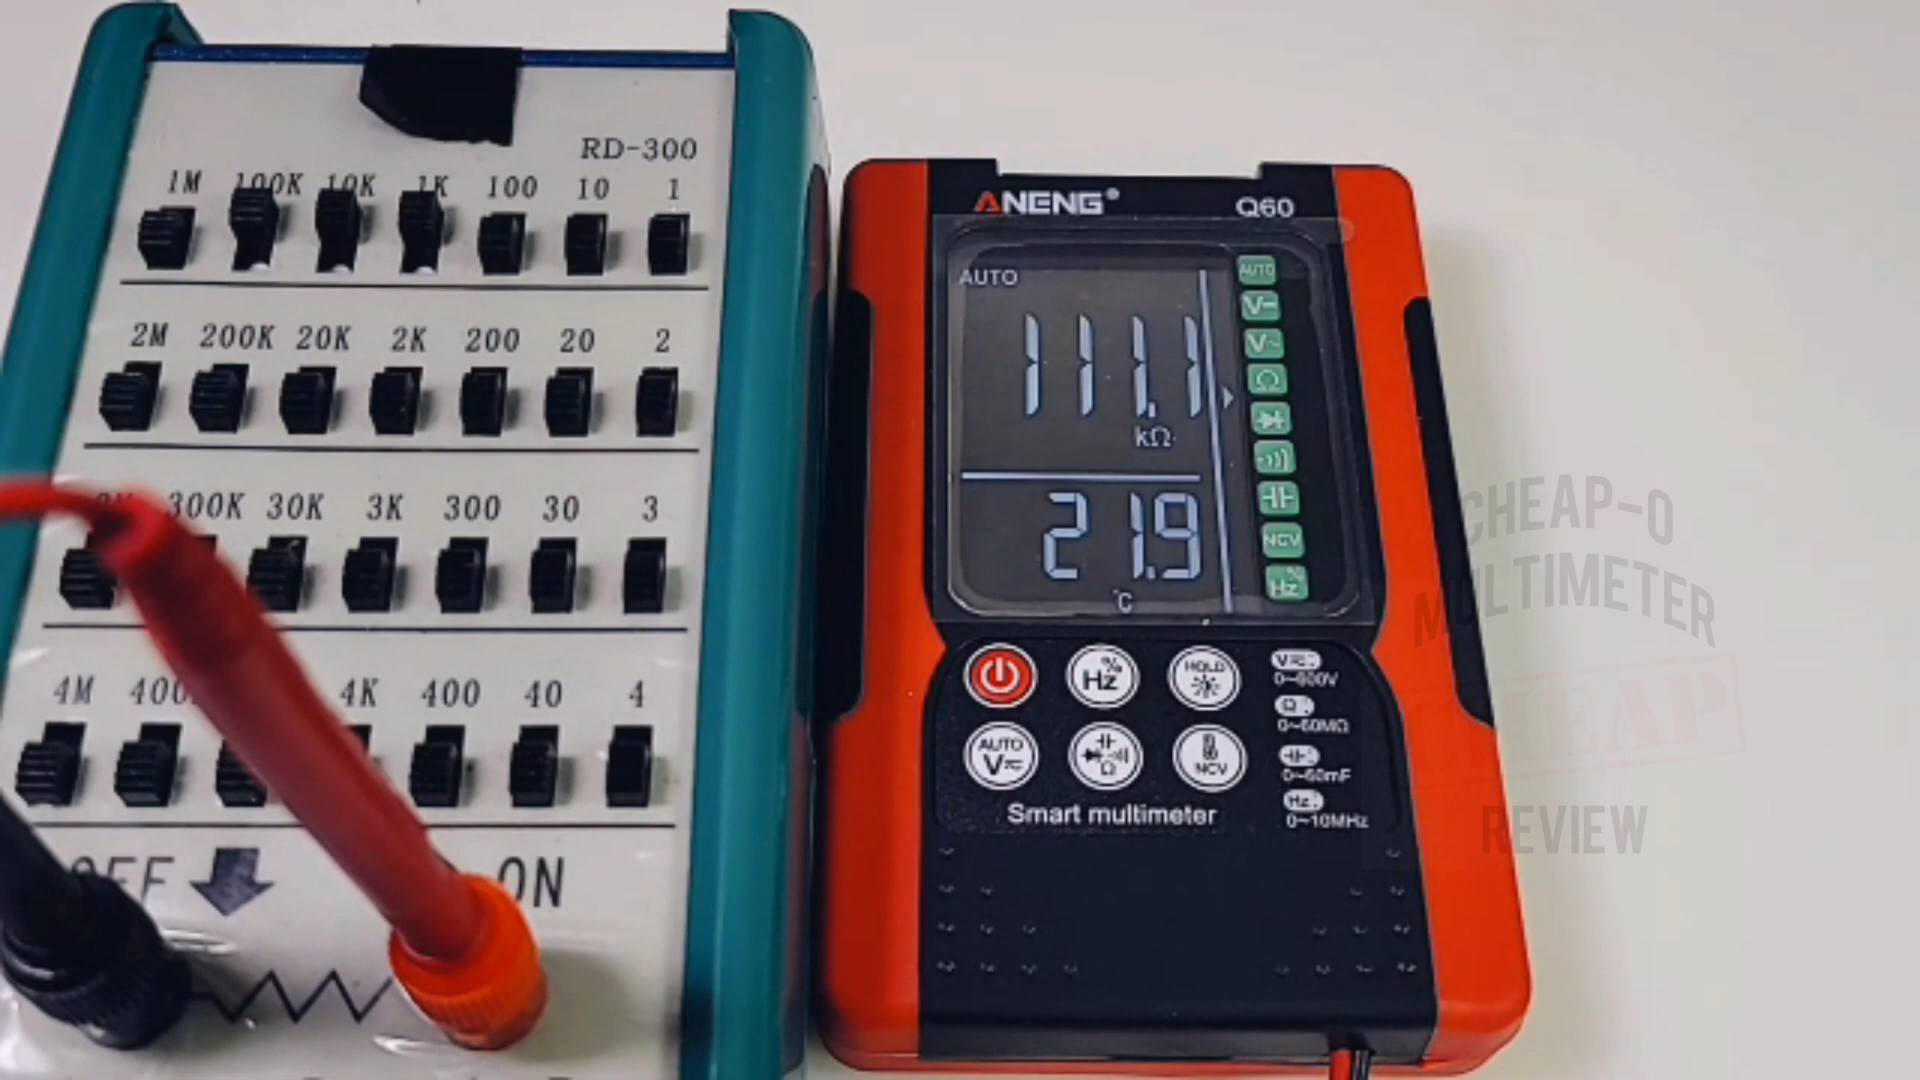 RD-300
1M 100K 10K 1K 100 10 1
2M 200K 20K 2K 200 20 2
300K 30K 3K 300 30 3
4M 4K 400 40 4
OFF ON
ANENG® Q60
AUTO
111.1
kΩ
21.9
°C
AUTO
V
V~
Ω
NCV
Hz%
%
Hz
HOLD
AUTO
V
Ω
NCV
Smart multimeter
V
0~600V
Ω
0~60MΩ
0~60mF
Hz
0~10MHz
CHEAP-O
MULTIMETER
CHEAP
REVIEW